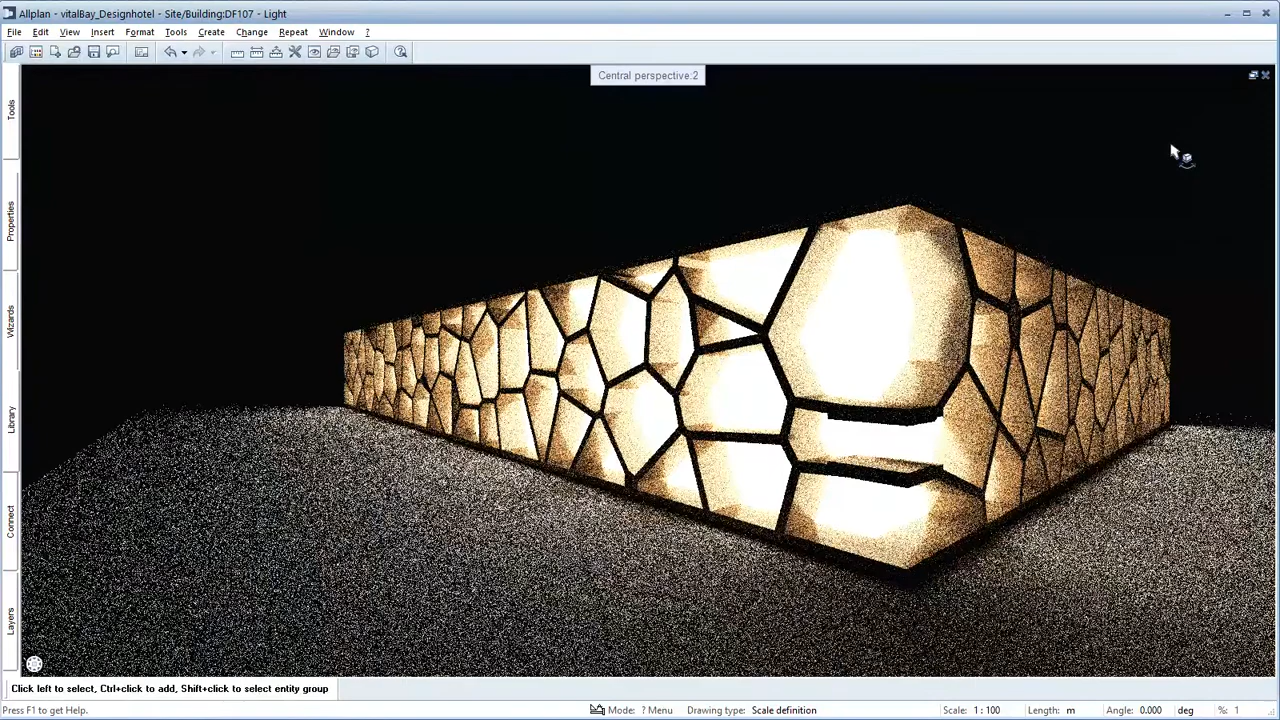 Allplan - vitalBay_Designhotel - Site/Building:DF107 - Light
File Edit View Insert Format Tools Create Change Repeat Window ?
Central perspective:2
Tools
Properties
Wizards
Library
Connect
Layers
Click left to select, Ctrl+click to add, Shift+click to select entity group
Press F1 to get Help. Mode: ? Menu Drawing type: Scale definition Scale: 1 : 100 Length: m Angle: 0.000 deg %: 1